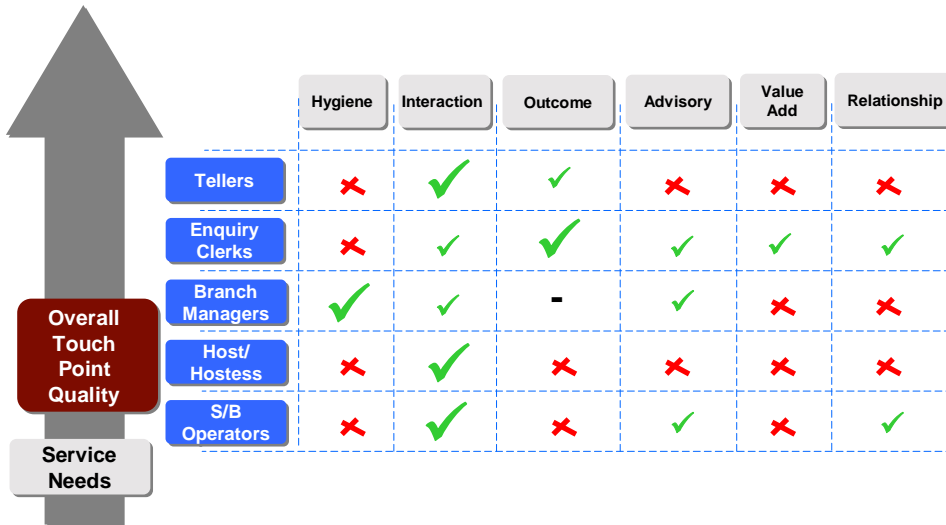 Hygiene Interaction Outcome Advisory Value Add Relationship
Tellers
Enquiry
Clerks
-
Branch
Managers
Host/
Hostess
S/B
Operators
Overall
Touch
Point
Quality
Service
Needs